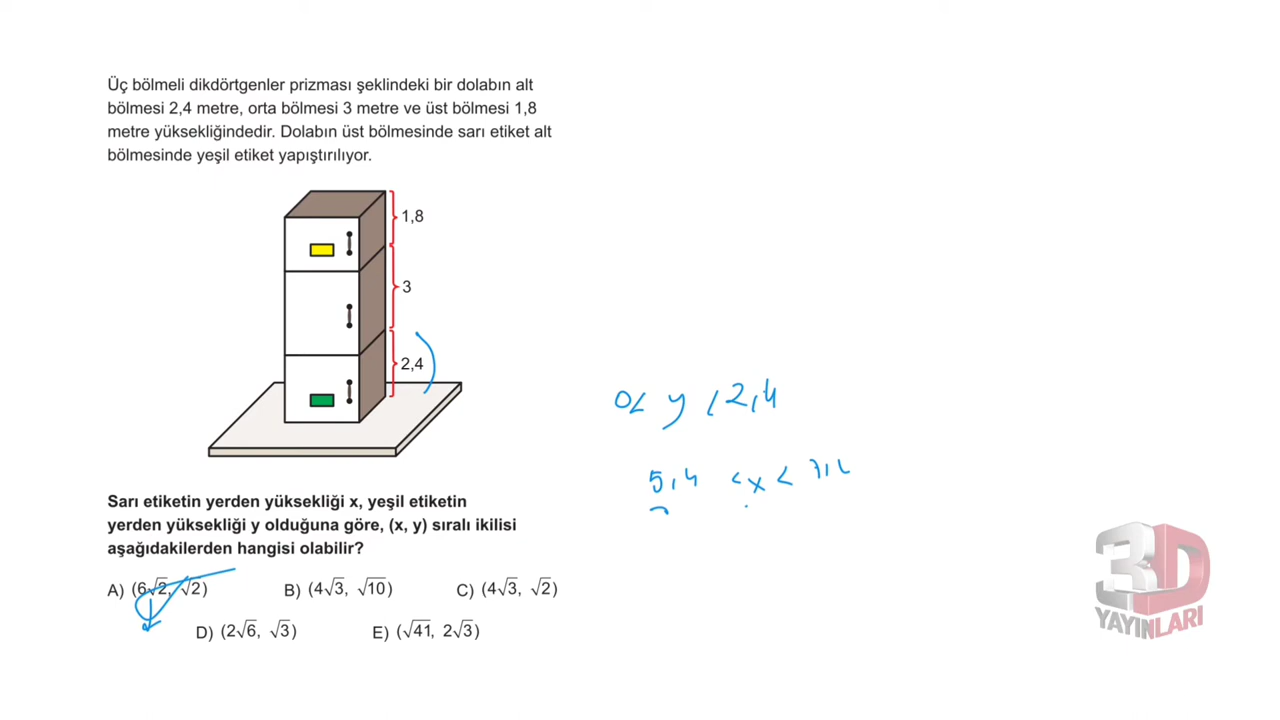 Üç bölmeli dikdörtgenler prizması şeklindeki bir dolabın alt
bölmesi 2,4 metre, orta bölmesi 3 metre ve üst bölmesi 1,8
metre yüksekliğindedir. Dolabın üst bölmesinde sarı etiket alt
bölmesinde yeşil etiket yapıştırılıyor.
1,8
3
2,4
0< y < 2,4
5,4 < x <
Sarı etiketin yerden yüksekliği x, yeşil etiketin
yerden yüksekliği y olduğuna göre, (x, y) sıralı ikilisi
aşağıdakilerden hangisi olabilir?
A) (6√2, √2) B) (4√3, √10) C) (4√3, √2)
D) (2√6, √3) E) (√41, 2√3)
3D
YAYINLARI